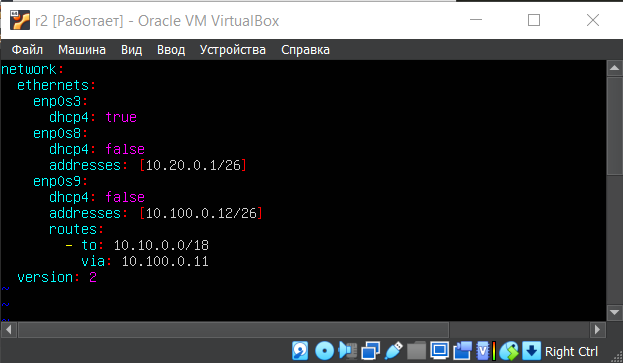 r2 [Работает] - Oracle VM VirtualBox
Файл Машина Вид Ввод Устройства Справка
network:
  ethernets:
    enp0s3:
      dhcp4: true
    enp0s8:
      dhcp4: false
      addresses: [10.20.0.1/26]
    enp0s9:
      dhcp4: false
      addresses: [10.100.0.12/26]
      routes:
        - to: 10.10.0.0/18
          via: 10.100.0.11
  version: 2
~
~
~
Right Ctrl